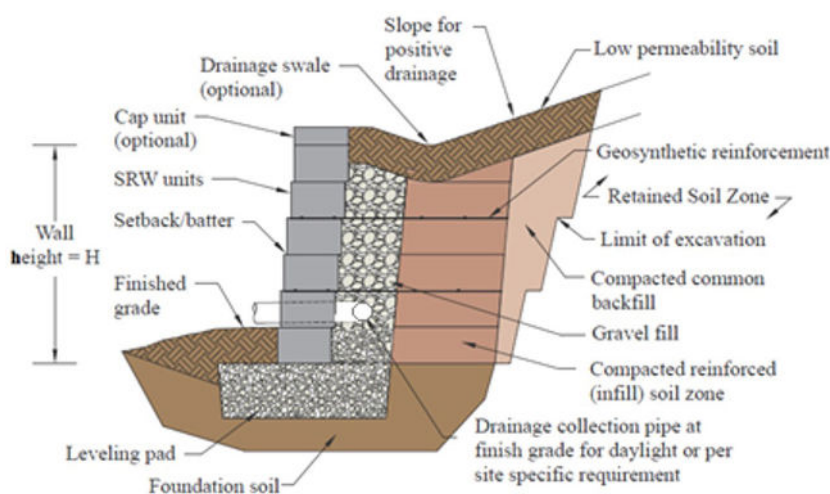 Slope for
positive
drainage
Low permeability soil
Drainage swale
(optional)
Cap unit
(optional)
Geosynthetic reinforcement
SRW units
Retained Soil Zone
Setback/batter
Wall
height = H
Limit of excavation
Finished
grade
Compacted common
backfill
Gravel fill
Compacted reinforced
(infill) soil zone
Drainage collection pipe at
finish grade for daylight or per
site specific requirement
Leveling pad
Foundation soil